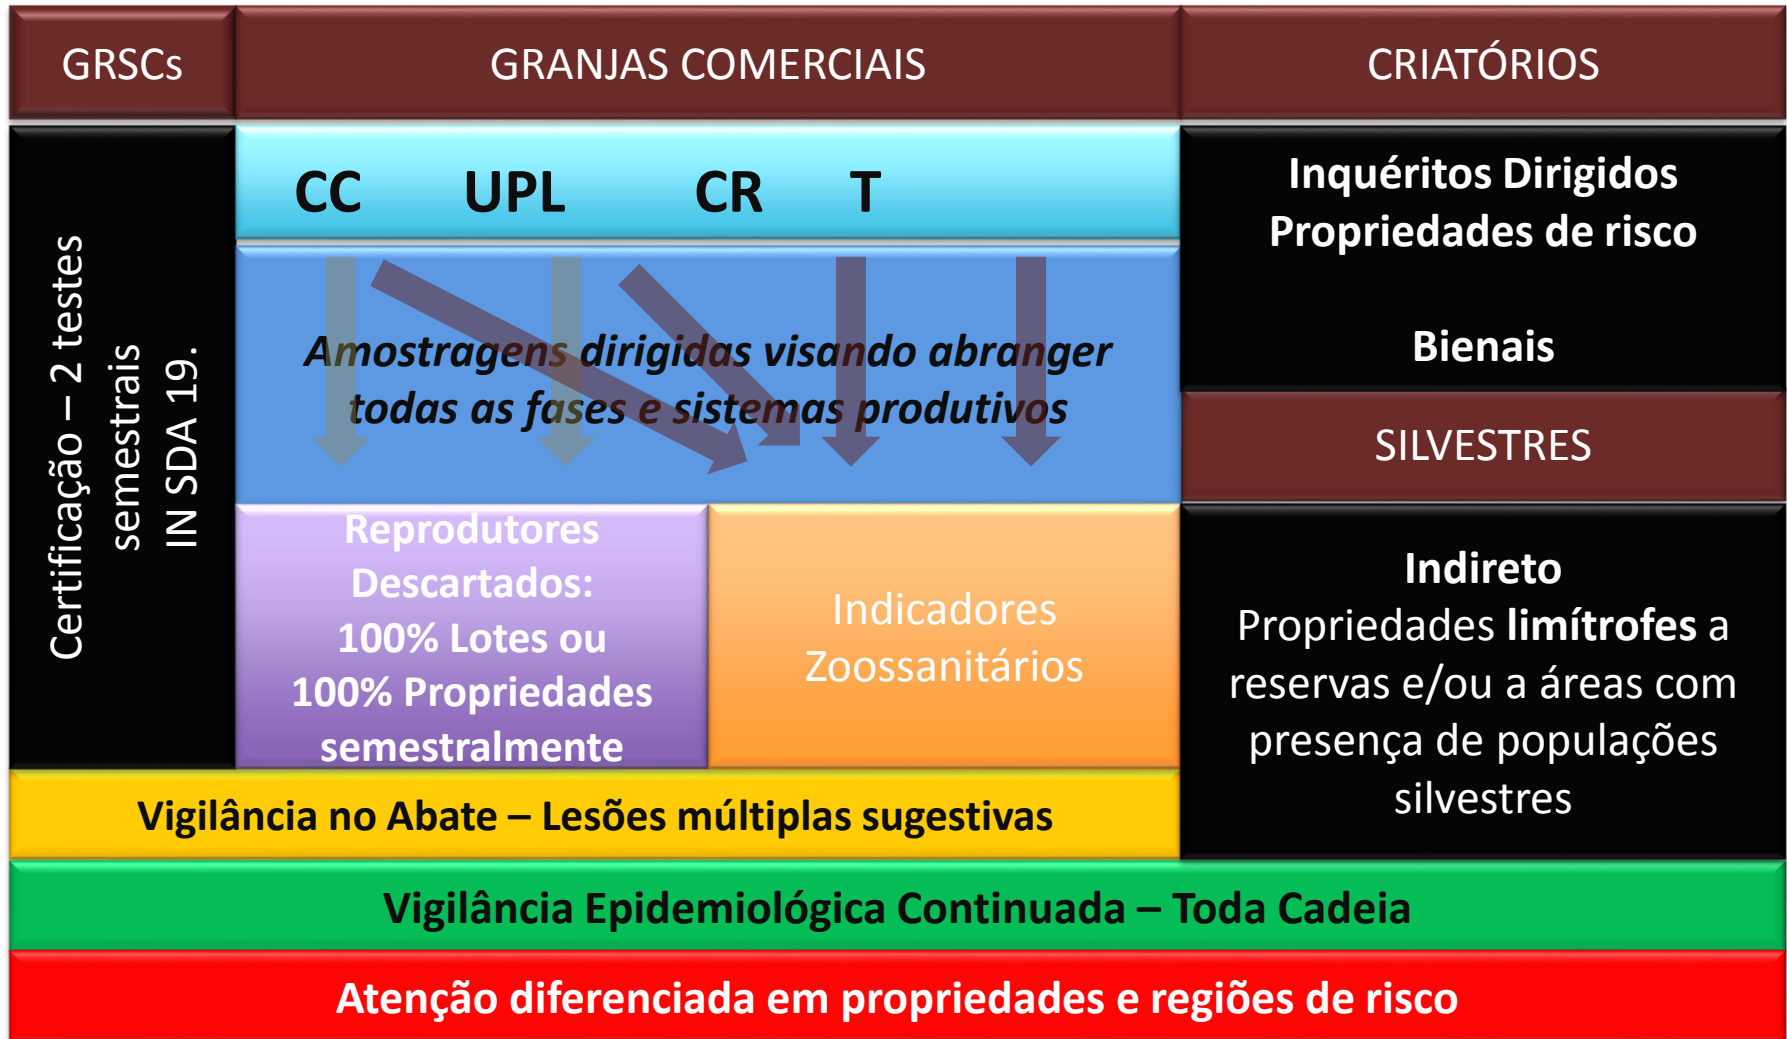 GRSCs
GRANJAS COMERCIAIS
CRIATÓRIOS
Certificação – 2 testes
semestrais
IN SDA 19.
CC UPL CR T
Amostragens dirigidas visando abranger
todas as fases e sistemas produtivos
Reprodutores
Descartados:
100% Lotes ou
100% Propriedades
semestralmente
Indicadores
Zoossanitários
Inquéritos Dirigidos
Propriedades de risco
Bienais
SILVESTRES
Indireto
Propriedades limítrofes a
reservas e/ou a áreas com
presença de populações
silvestres
Vigilância no Abate – Lesões múltiplas sugestivas
Vigilância Epidemiológica Continuada – Toda Cadeia
Atenção diferenciada em propriedades e regiões de risco